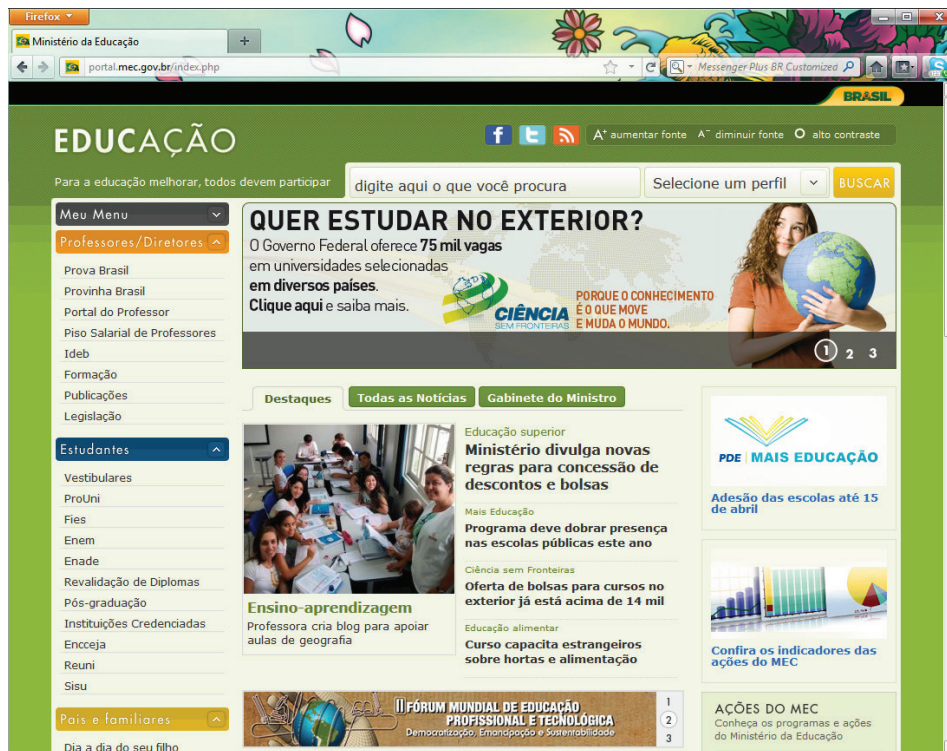 Firefox
Ministério da Educação
+
portal.mec.gov.br/index.php
Messenger Plus BR Customized
BRASIL
EDUCAÇÃO
A+ aumentar fonte A- diminuir fonte alto contraste
Para a educação melhorar, todos devem participar
digite aqui o que você procura
Selecione um perfil
BUSCAR
Meu Menu
Professores/Diretores
Prova Brasil
Provinha Brasil
Portal do Professor
Piso Salarial de Professores
Ideb
Formação
Publicações
Legislação
Estudantes
Vestibulares
ProUni
Fies
Enem
Enade
Revalidação de Diplomas
Pós-graduação
Instituições Credenciadas
Encceja
Reuni
Sisu
Pais e familiares
Dia a dia do seu filho
QUER ESTUDAR NO EXTERIOR?
O Governo Federal oferece 75 mil vagas
em universidades selecionadas
em diversos países.
Clique aqui e saiba mais.
CIÊNCIA
SEM FRONTEIRAS
PORQUE O CONHECIMENTO
É O QUE MOVE
E MUDA O MUNDO.
1 2 3
Destaques
Todas as Notícias
Gabinete do Ministro
Ensino-aprendizagem
Professora cria blog para apoiar
aulas de geografia
Educação superior
Ministério divulga novas
regras para concessão de
descontos e bolsas
Mais Educação
Programa deve dobrar presença
nas escolas públicas este ano
Ciência sem Fronteiras
Oferta de bolsas para cursos no
exterior já está acima de 14 mil
Educação alimentar
Curso capacita estrangeiros
sobre hortas e alimentação
PDE MAIS EDUCAÇÃO
Adesão das escolas até 15
de abril
Confira os indicadores das
ações do MEC
II FÓRUM MUNDIAL DE EDUCAÇÃO
PROFISSIONAL E TECNOLÓGICA
Democratização, Emancipação e Sustentabilidade
1
2
3
AÇÕES DO MEC
Conheça os programas e ações
do Ministério da Educação